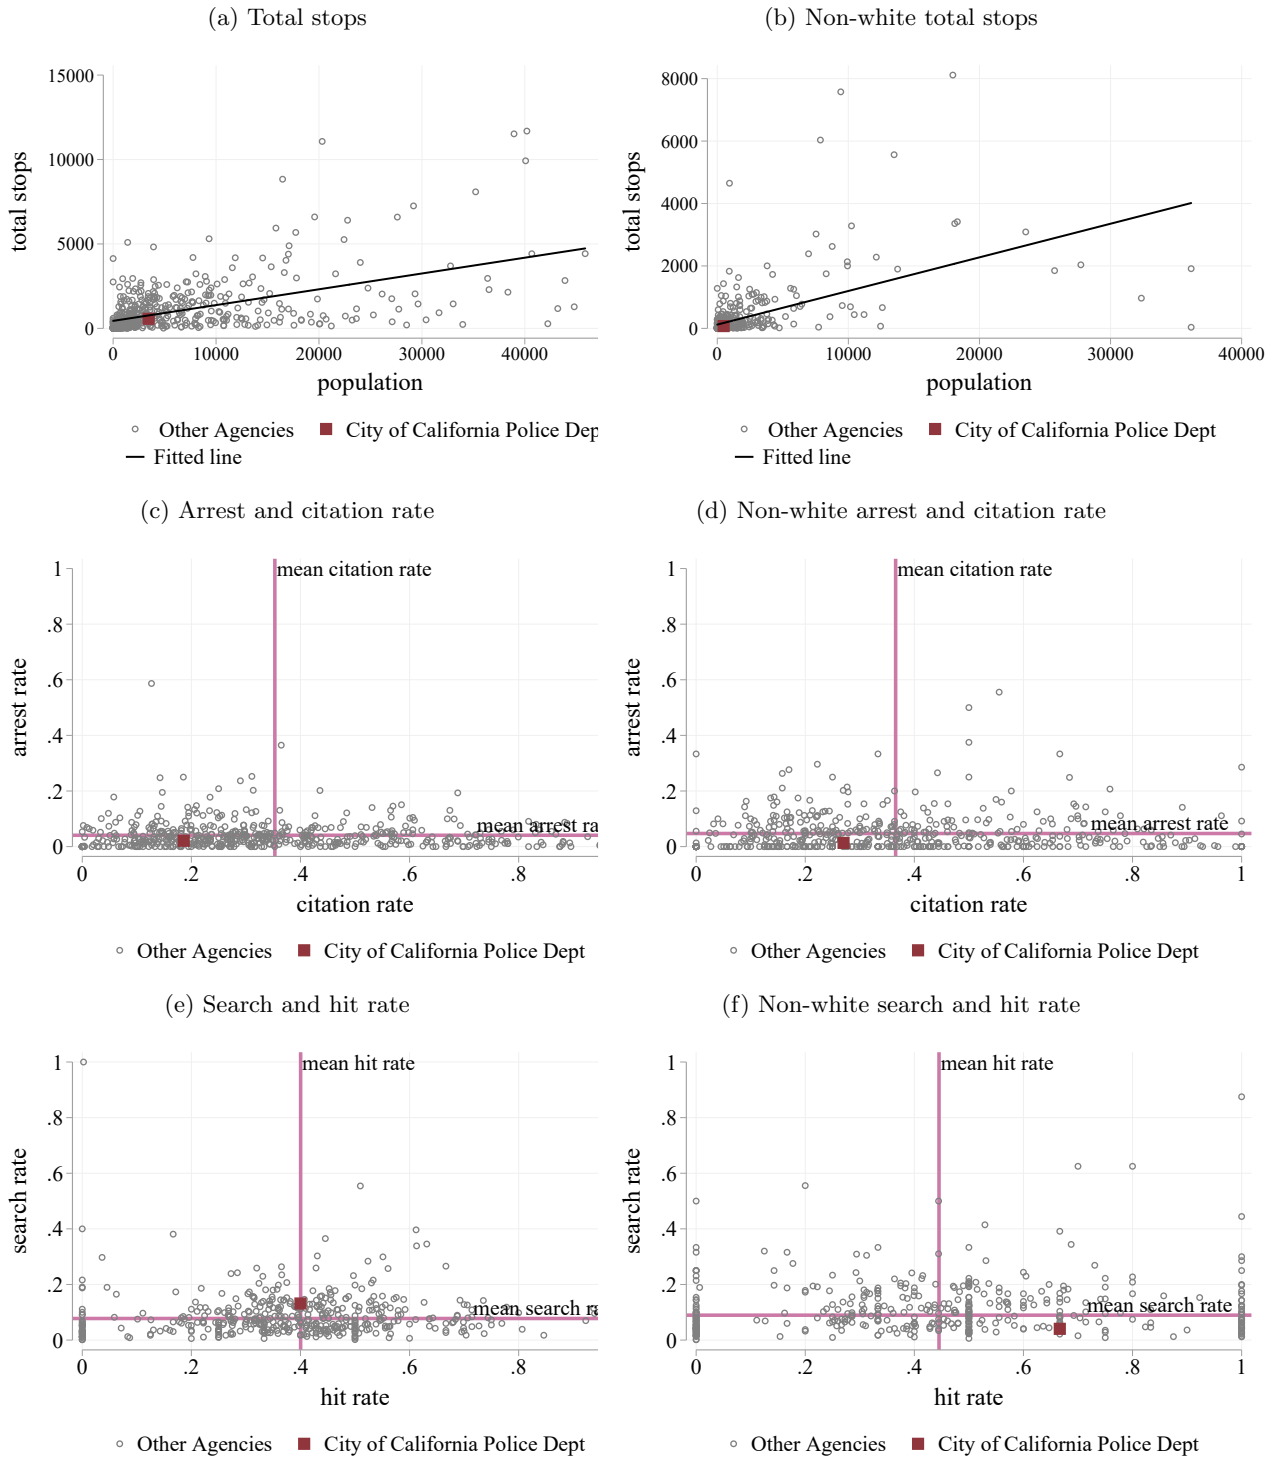 (a) Total stops
(b) Non-white total stops
15000
10000
5000
0
total stops
0 10000 20000 30000 40000
population
Other Agencies City of California Police Dep
Fitted line
8000
6000
4000
2000
0
total stops
0 10000 20000 30000 40000
population
Other Agencies City of California Police Dept
Fitted line
(c) Arrest and citation rate
(d) Non-white arrest and citation rate
1
.8
.6
.4
.2
0
arrest rate
mean citation rate
mean arrest ra
0 .2 .4 .6 .8
citation rate
Other Agencies City of California Police Dept
1
.8
.6
.4
.2
0
arrest rate
mean citation rate
mean arrest rate
0 .2 .4 .6 .8 1
citation rate
Other Agencies City of California Police Dept
(e) Search and hit rate
(f) Non-white search and hit rate
1
.8
.6
.4
.2
0
search rate
mean hit rate
mean search ra
0 .2 .4 .6 .8
hit rate
Other Agencies City of California Police Dept
1
.8
.6
.4
.2
0
search rate
mean hit rate
mean search rate
0 .2 .4 .6 .8 1
hit rate
Other Agencies City of California Police Dept